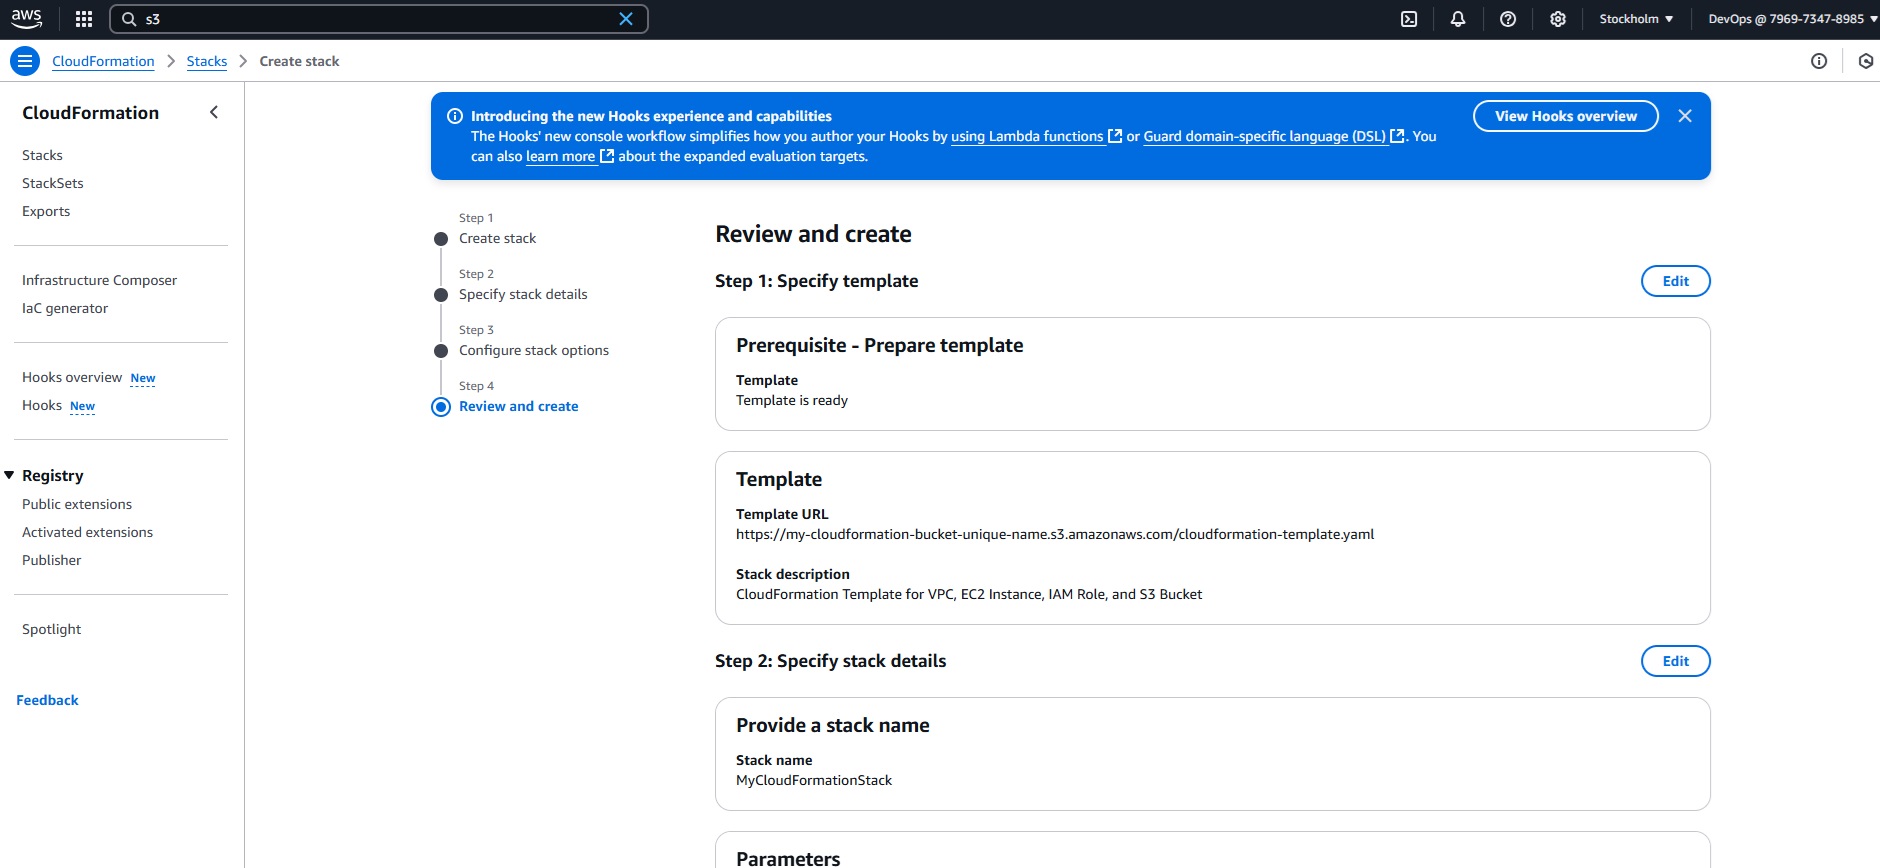 aws
s3
Stockholm
DevOps @ 7969-7347-8985
CloudFormation
Stacks
Create stack
CloudFormation
Stacks
StackSets
Exports
Infrastructure Composer
IaC generator
Hooks overview New
Hooks New
Registry
Public extensions
Activated extensions
Publisher
Spotlight
Feedback
Introducing the new Hooks experience and capabilities
The Hooks' new console workflow simplifies how you author your Hooks by using Lambda functions or Guard domain-specific language (DSL). You
can also learn more about the expanded evaluation targets.
View Hooks overview
Step 1
Create stack
Step 2
Specify stack details
Step 3
Configure stack options
Step 4
Review and create
Review and create
Step 1: Specify template
Edit
Prerequisite - Prepare template
Template
Template is ready
Template
Template URL
https://my-cloudformation-bucket-unique-name.s3.amazonaws.com/cloudformation-template.yaml
Stack description
CloudFormation Template for VPC, EC2 Instance, IAM Role, and S3 Bucket
Step 2: Specify stack details
Edit
Provide a stack name
Stack name
MyCloudFormationStack
Parameters